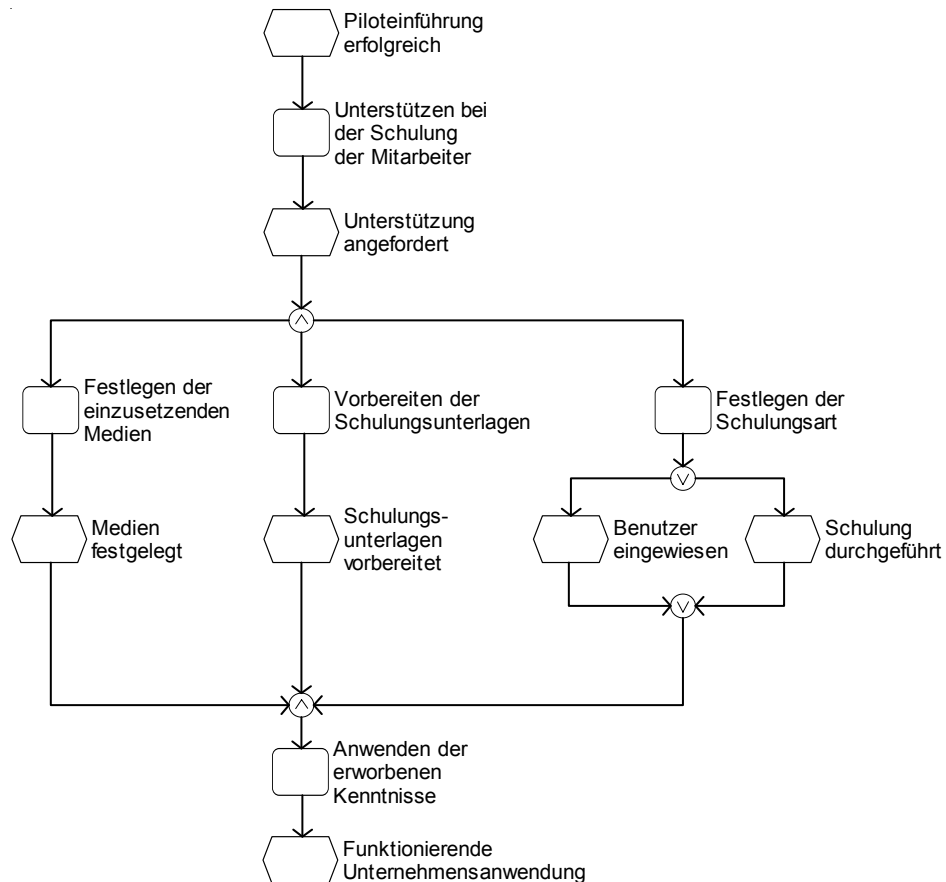 Piloteinführung
erfolgreich
Unterstützen bei
der Schulung
der Mitarbeiter
Unterstützung
angefordert
Festlegen der
einzusetzenden
Medien
Vorbereiten der
Schulungsunterlagen
Festlegen der
Schulungsart
Medien
festgelegt
Schulungs-
unterlagen
vorbereitet
Benutzer
eingewiesen
Schulung
durchgeführt
Anwenden der
erworbenen
Kenntnisse
Funktionierende
Unternehmensanwendung